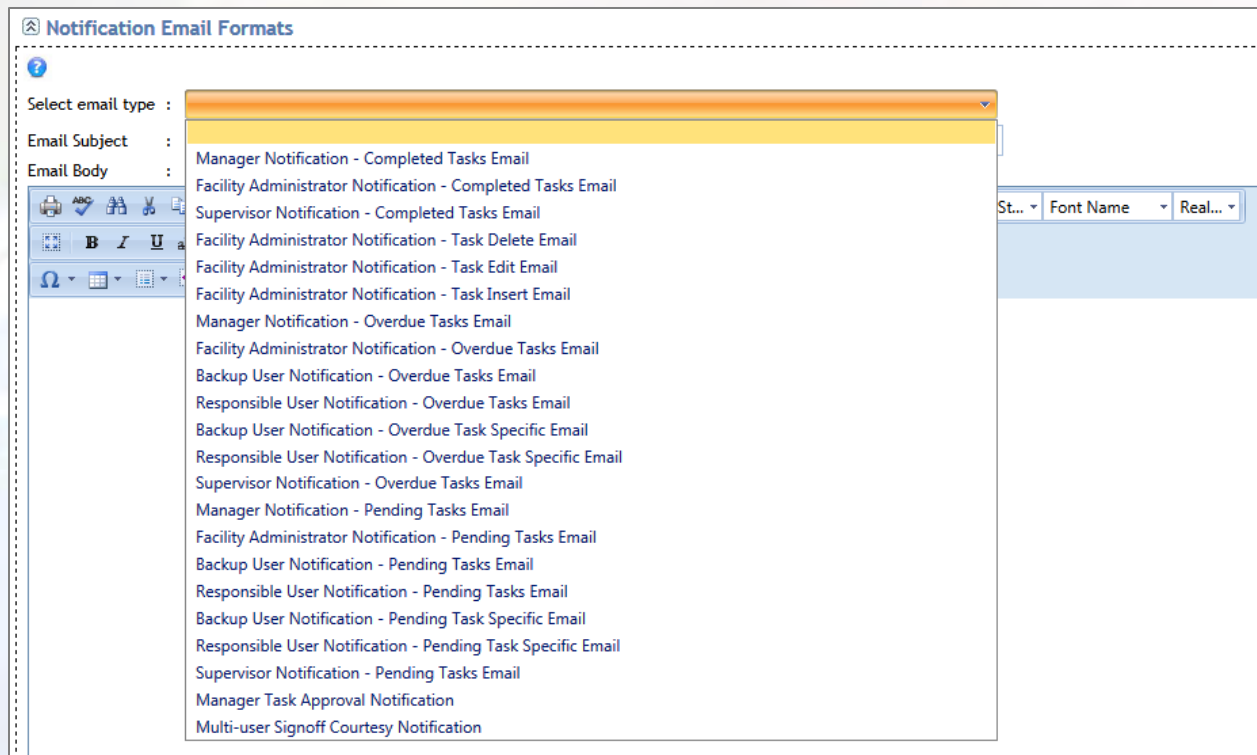 Notification Email Formats
Select email type :
Email Subject :
Email Body :
Manager Notification - Completed Tasks Email
Facility Administrator Notification - Completed Tasks Email
Supervisor Notification - Completed Tasks Email
Facility Administrator Notification - Task Delete Email
Facility Administrator Notification - Task Edit Email
Facility Administrator Notification - Task Insert Email
Manager Notification - Overdue Tasks Email
Facility Administrator Notification - Overdue Tasks Email
Backup User Notification - Overdue Tasks Email
Responsible User Notification - Overdue Tasks Email
Backup User Notification - Overdue Task Specific Email
Responsible User Notification - Overdue Task Specific Email
Supervisor Notification - Overdue Tasks Email
Manager Notification - Pending Tasks Email
Facility Administrator Notification - Pending Tasks Email
Backup User Notification - Pending Tasks Email
Responsible User Notification - Pending Tasks Email
Backup User Notification - Pending Task Specific Email
Responsible User Notification - Pending Task Specific Email
Supervisor Notification - Pending Tasks Email
Manager Task Approval Notification
Multi-user Signoff Courtesy Notification
ABC St... Font Name Real...
B I U a
Ω